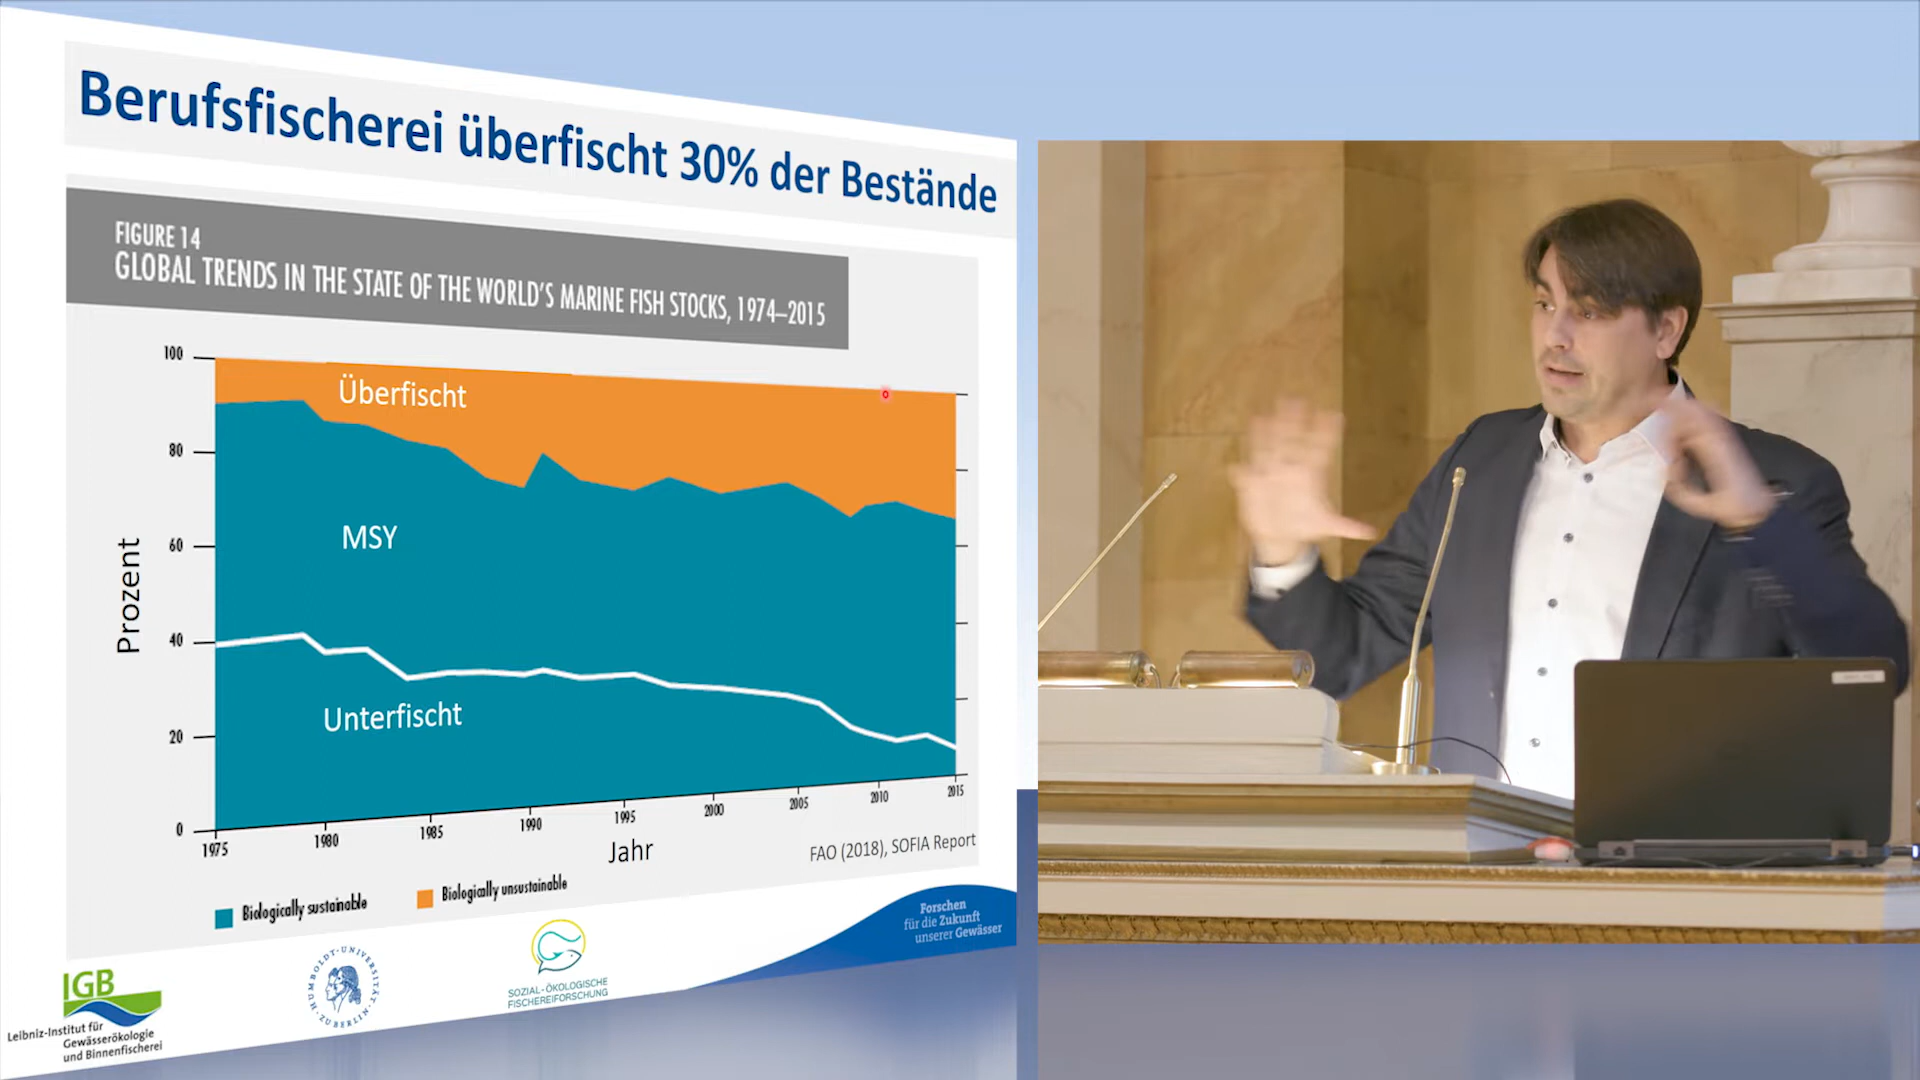 Berufsfischerei überfischt 30% der Bestände
FIGURE 14
GLOBAL TRENDS IN THE STATE OF THE WORLD'S MARINE FISH STOCKS, 1974–2015
100
80
60
40
20
0
Prozent
Überfischt
MSY
Unterfischt
1975
1980
1985
1990
1995
2000
2005
2010
2015
Jahr
FAO (2018), SOFIA Report
Biologically sustainable
Biologically unsustainable
Forschen
für die Zukunft
unserer Gewässer
IGB
Leibniz-Institut für
Gewässerökologie
und Binnenfischerei
HUMBOLDT-UNIVERSITÄT
ZU BERLIN
SOZIAL-ÖKOLOGISCHE
FISCHEREIFORSCHUNG